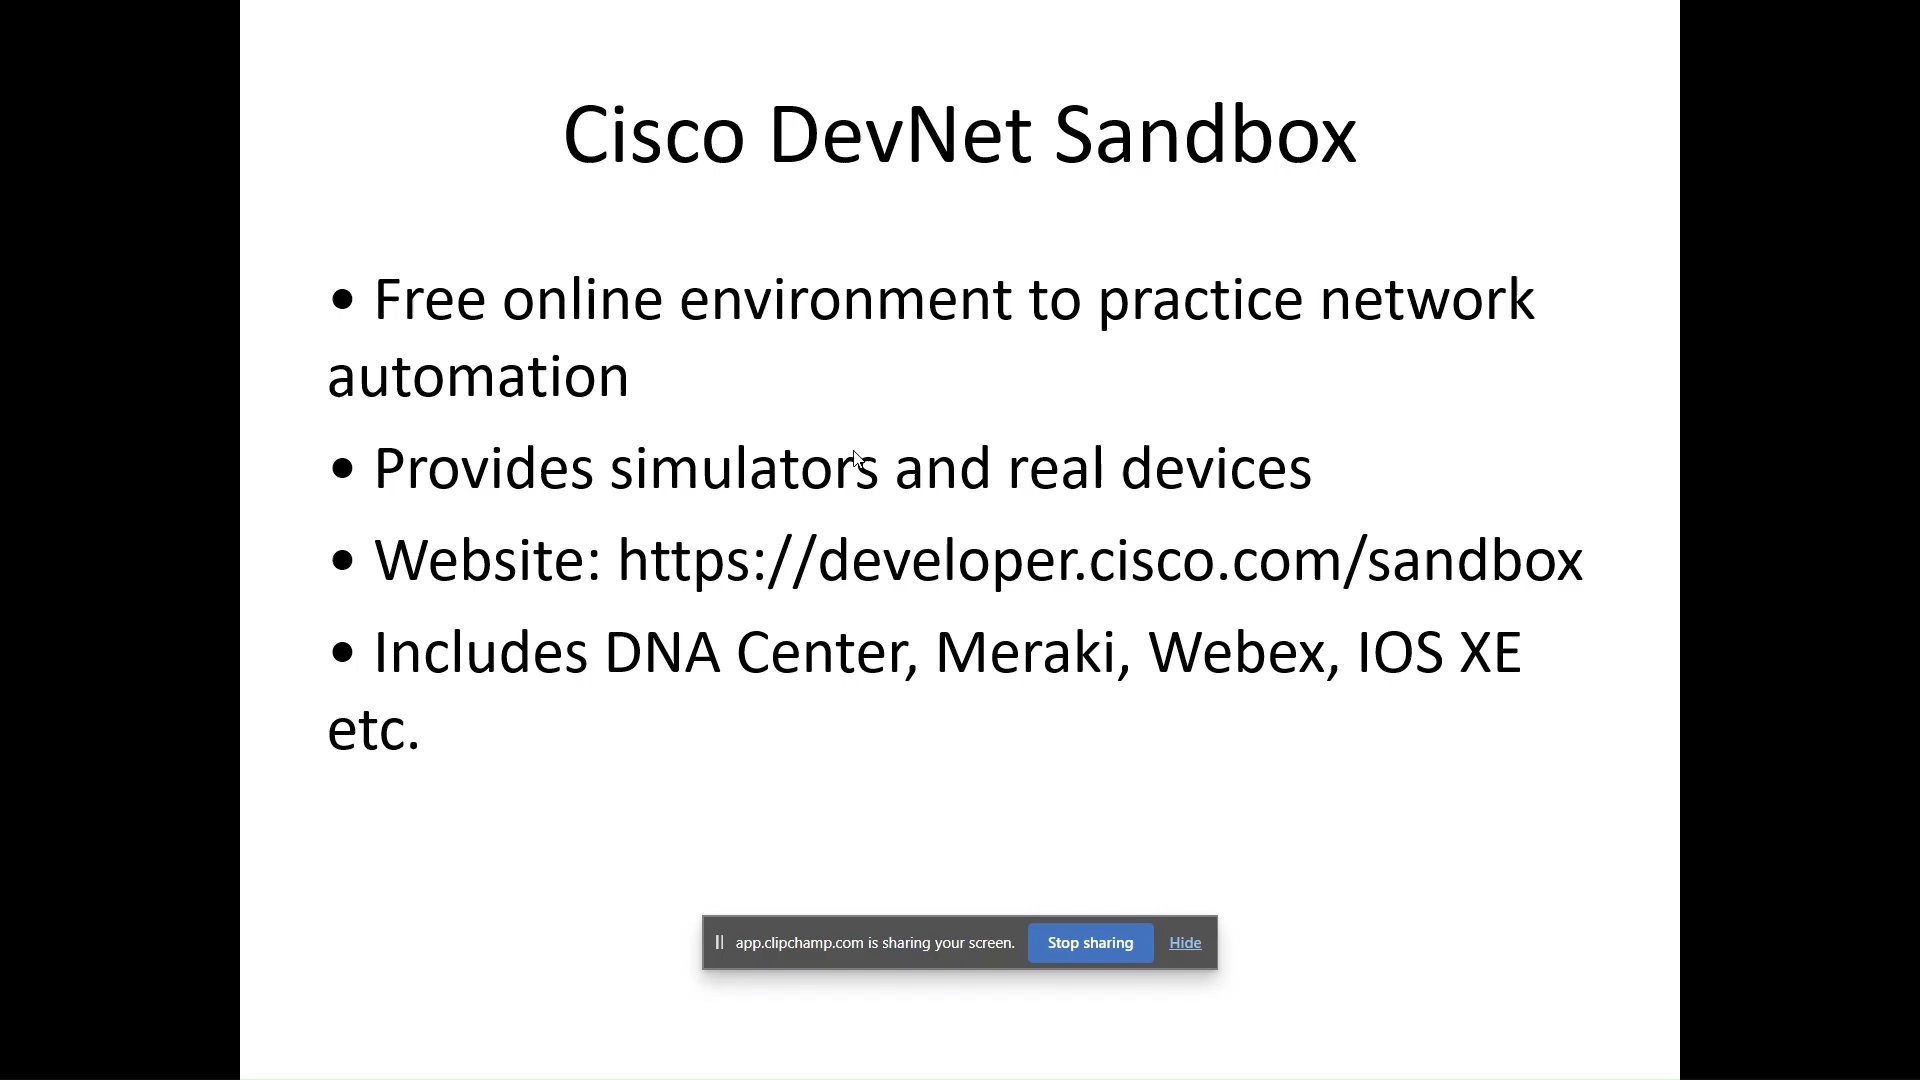 Cisco DevNet Sandbox
• Free online environment to practice network
automation
• Provides simulators and real devices
• Website: https://developer.cisco.com/sandbox
• Includes DNA Center, Meraki, Webex, IOS XE
etc.
app.clipchamp.com is sharing your screen. Stop sharing Hide